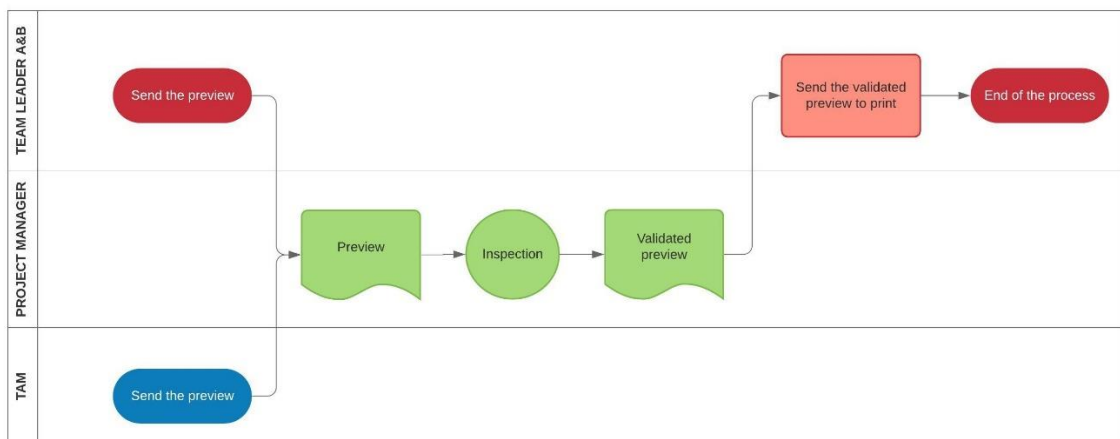 TEAM LEADER A&B
Send the preview
Send the validated
preview to print
End of the process
PROJECT MANAGER
Preview
Inspection
Validated
preview
TAM
Send the preview